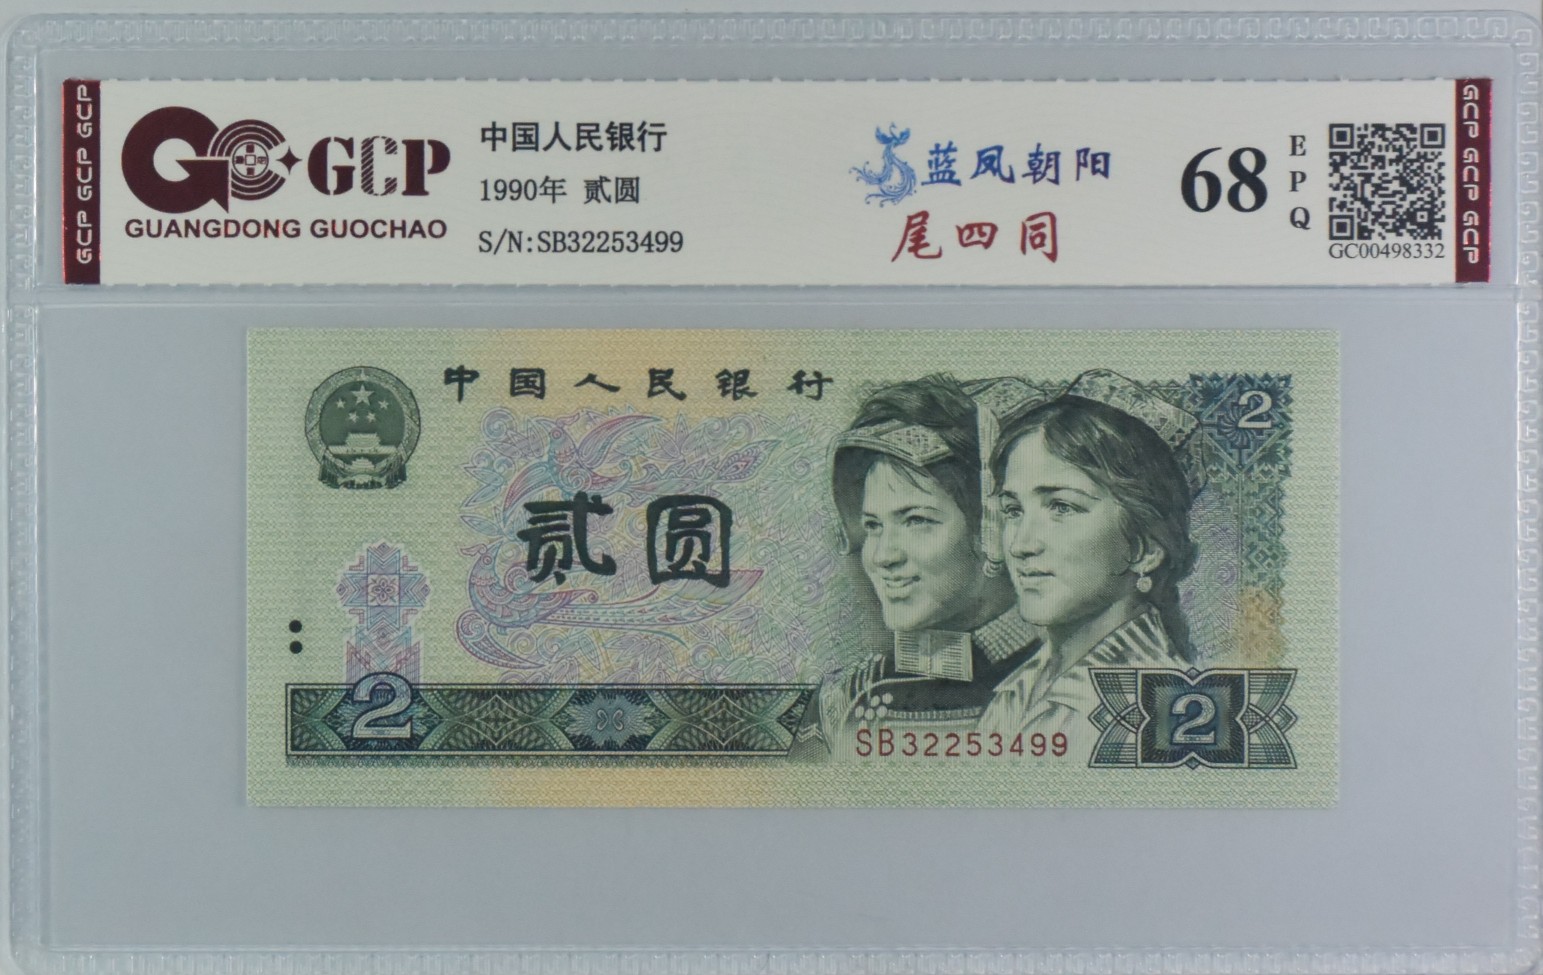 GCP GCP GCP
GCP
GUANGDONG GUOCHAO
中国人民银行
1990年 贰圆
S/N:SB32253499
蓝凤朝阳
尾四同
68
EPQ
GC00498332
GCP GCP GCP
中国人民银行
2
贰圆
2
SB32253499
2